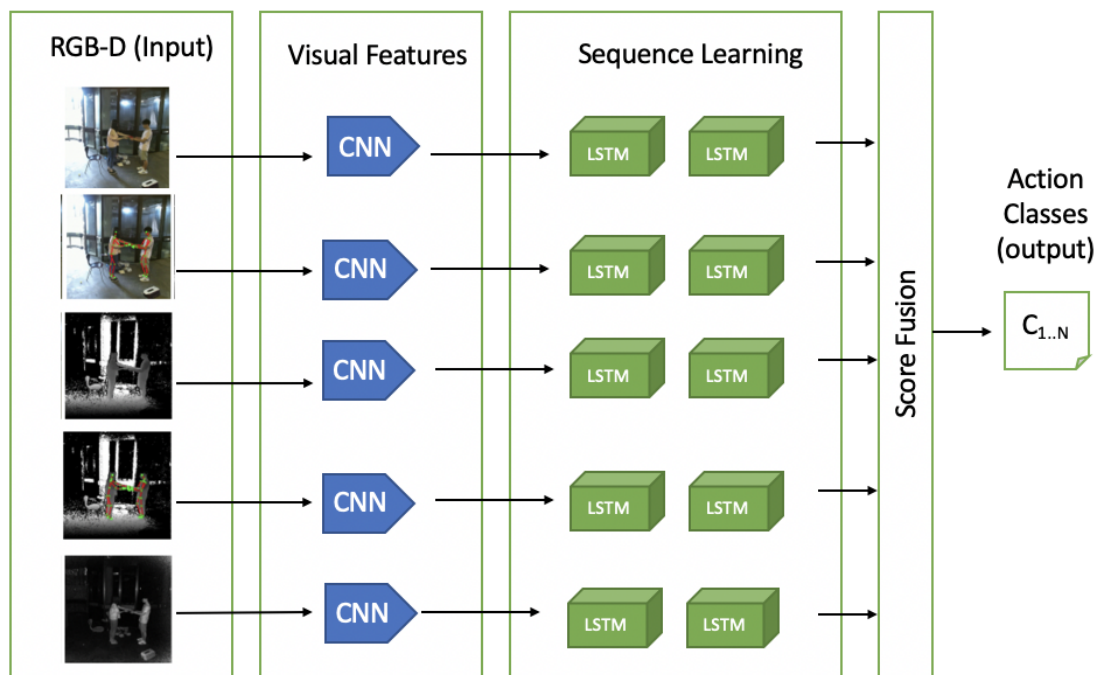 RGB-D (Input)
Visual Features
Sequence Learning
CNN
LSTM
LSTM
CNN
LSTM
LSTM
CNN
LSTM
LSTM
CNN
LSTM
LSTM
CNN
LSTM
LSTM
Score Fusion
Action
Classes
(output)
C1..N